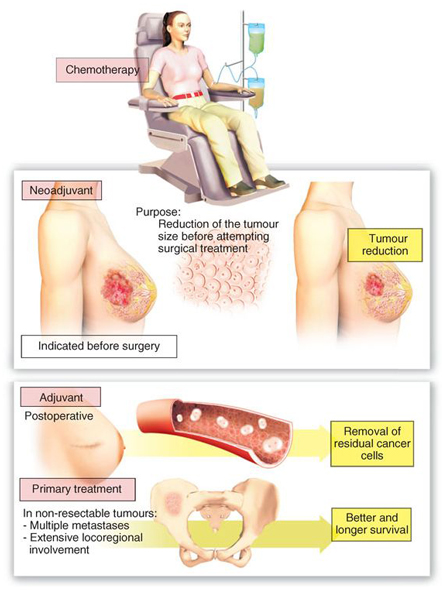 Chemotherapy
Neoadjuvant
Purpose:
Reduction of the tumour
size before attempting
surgical treatment
Tumour
reduction
Indicated before surgery
Adjuvant
Postoperative
Removal of
residual cancer
cells
Primary treatment
In non-resectable tumours:
- Multiple metastases
- Extensive locoregional
involvement
Better and
longer survival